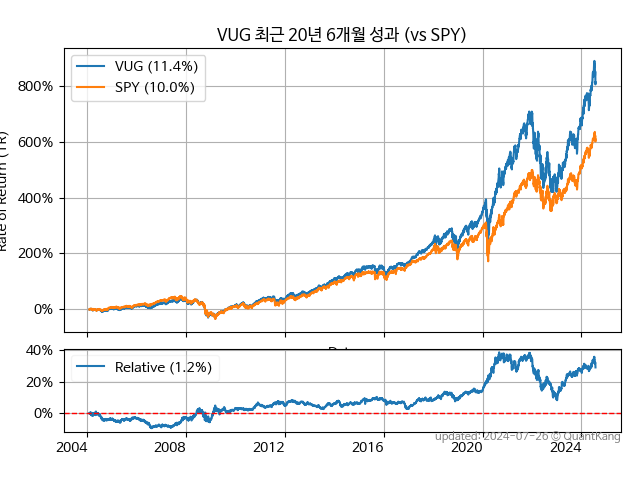 VUG 최근 20년 6개월 성과 (vs SPY)
VUG (11.4%)
SPY (10.0%)
800%
600%
400%
200%
0%
Rate of Return (TR)
40%
20%
0%
Relative (1.2%)
updated: 2024-07-26 © QuantKang
2004 2008 2012 2016 2020 2024